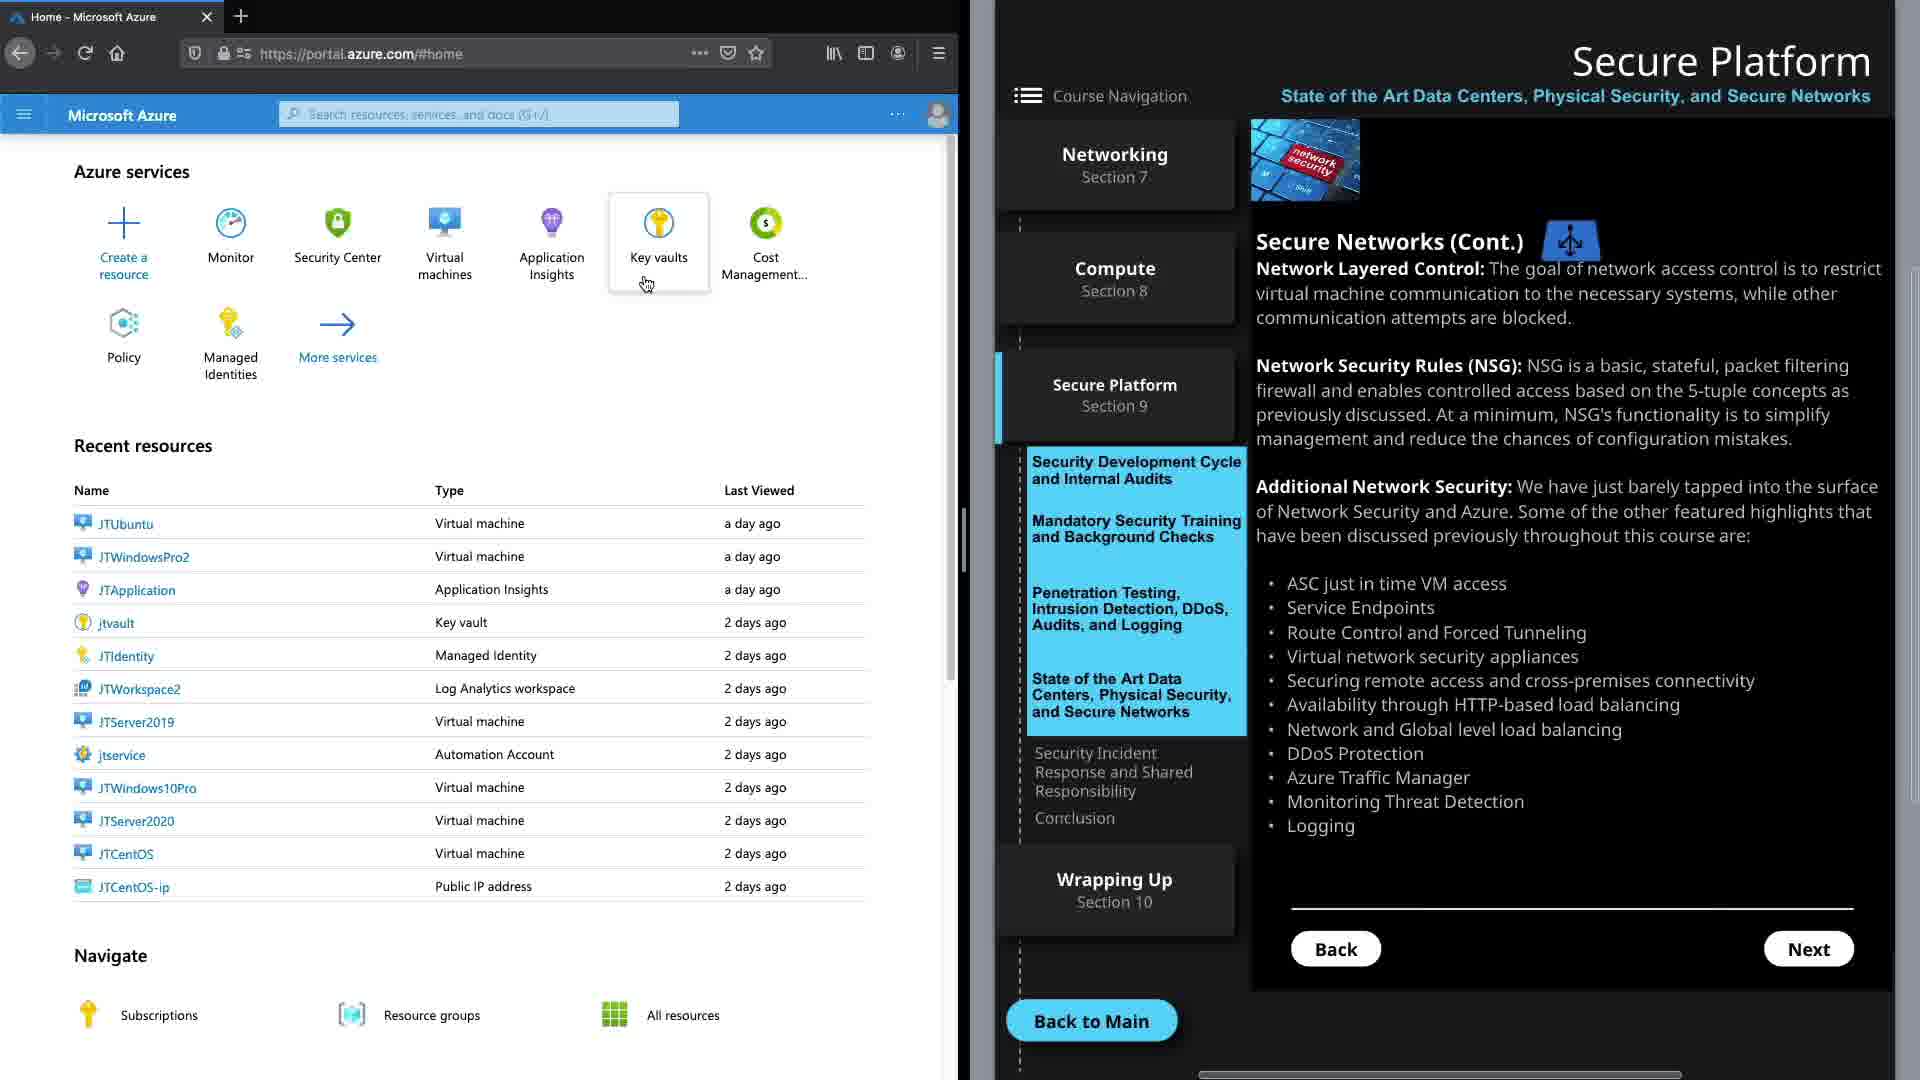 Home - Microsoft Azure
https://portal.azure.com/#home
Microsoft Azure
Search resources, services, and docs (G+/)
Azure services
Create a resource
Monitor
Security Center
Virtual machines
Application Insights
Key vaults
Cost Management...
Policy
Managed Identities
More services
Recent resources
Name Type Last Viewed
JTUbuntu Virtual machine a day ago
JTWindowsPro2 Virtual machine a day ago
JTApplication Application Insights a day ago
jtvault Key vault 2 days ago
JTIdentity Managed Identity 2 days ago
JTWorkspace2 Log Analytics workspace 2 days ago
JTServer2019 Virtual machine 2 days ago
jtservice Automation Account 2 days ago
JTWindows10Pro Virtual machine 2 days ago
JTServer2020 Virtual machine 2 days ago
JTCentOS Virtual machine 2 days ago
JTCentOS-ip Public IP address 2 days ago
Navigate
Subscriptions
Resource groups
All resources
Secure Platform
Course Navigation
State of the Art Data Centers, Physical Security, and Secure Networks
Networking
Section 7
Compute
Section 8
Secure Platform
Section 9
Security Development Cycle
and Internal Audits
Mandatory Security Training
and Background Checks
Penetration Testing,
Intrusion Detection, DDoS,
Audits, and Logging
State of the Art Data
Centers, Physical Security,
and Secure Networks
Security Incident
Response and Shared
Responsibility
Conclusion
Wrapping Up
Section 10
Back to Main
network
security
Secure Networks (Cont.)
Network Layered Control: The goal of network access control is to restrict
virtual machine communication to the necessary systems, while other
communication attempts are blocked.
Network Security Rules (NSG): NSG is a basic, stateful, packet filtering
firewall and enables controlled access based on the 5-tuple concepts as
previously discussed. At a minimum, NSG's functionality is to simplify
management and reduce the chances of configuration mistakes.
Additional Network Security: We have just barely tapped into the surface
of Network Security and Azure. Some of the other featured highlights that
have been discussed previously throughout this course are:
• ASC just in time VM access
• Service Endpoints
• Route Control and Forced Tunneling
• Virtual network security appliances
• Securing remote access and cross-premises connectivity
• Availability through HTTP-based load balancing
• Network and Global level load balancing
• DDoS Protection
• Azure Traffic Manager
• Monitoring Threat Detection
• Logging
Back
Next